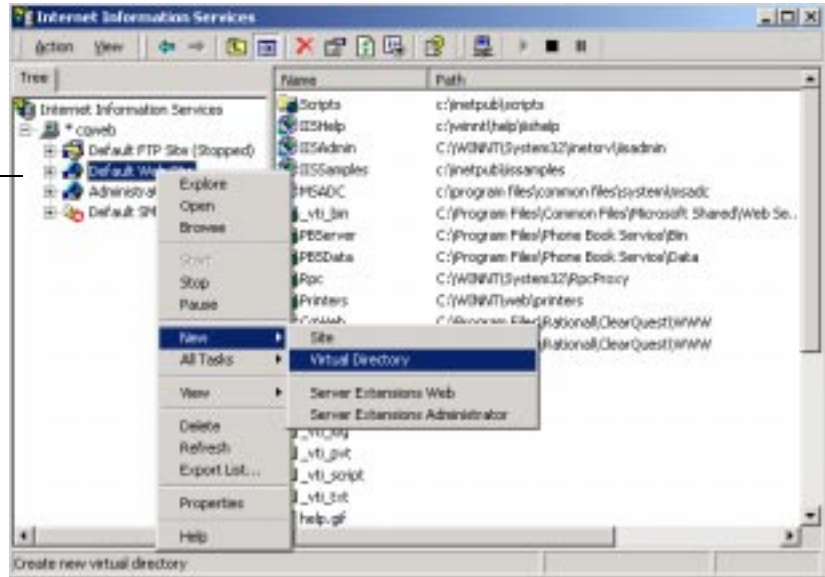 Internet Information Services
Action View
Tree
Name Path
Internet Information Services
* cqweb
Default FTP Site (Stopped)
Default Web Site
Administrat
Default SM
Scripts c:\inetpub\scripts
IISHelp c:\winnt\help\iishelp
IISAdmin C:\WINNT\System32\inetsrv\iisadmin
IISSamples c:\inetpub\iissamples
MSADC c:\program files\common files\system\msadc
_vti_bin C:\Program Files\Common Files\Microsoft Shared\Web Se..
PBServer C:\Program Files\Phone Book Service\Bin
PBSData C:\Program Files\Phone Book Service\Data
Rpc C:\WINNT\System32\RpcProxy
Printers C:\WINNT\web\printers
CqWeb C:\Program Files\Rational\ClearQuest\WWW
\Rational\ClearQuest\WWW
_vti_log
_vti_pvt
_vti_script
_vti_txt
help.gif
Explore
Open
Browse
Start
Stop
Pause
New
All Tasks
View
Delete
Refresh
Export List...
Properties
Help
Site
Virtual Directory
Server Extensions Web
Server Extensions Administrator
Create new virtual directory